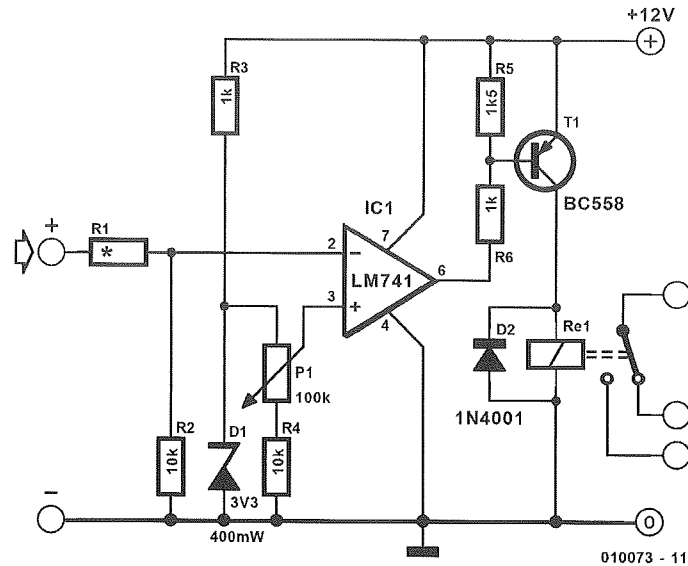 +12V
+
R3
1k
R5
1k5
T1
BC558
IC1
7
+
R1
*
2
-
LM741
6
1k
R6
3
+
4
D2
Re1
P1
100k
1N4001
R2
10k
D1
R4
10k
3V3
-
400mW
0
010073 - 11